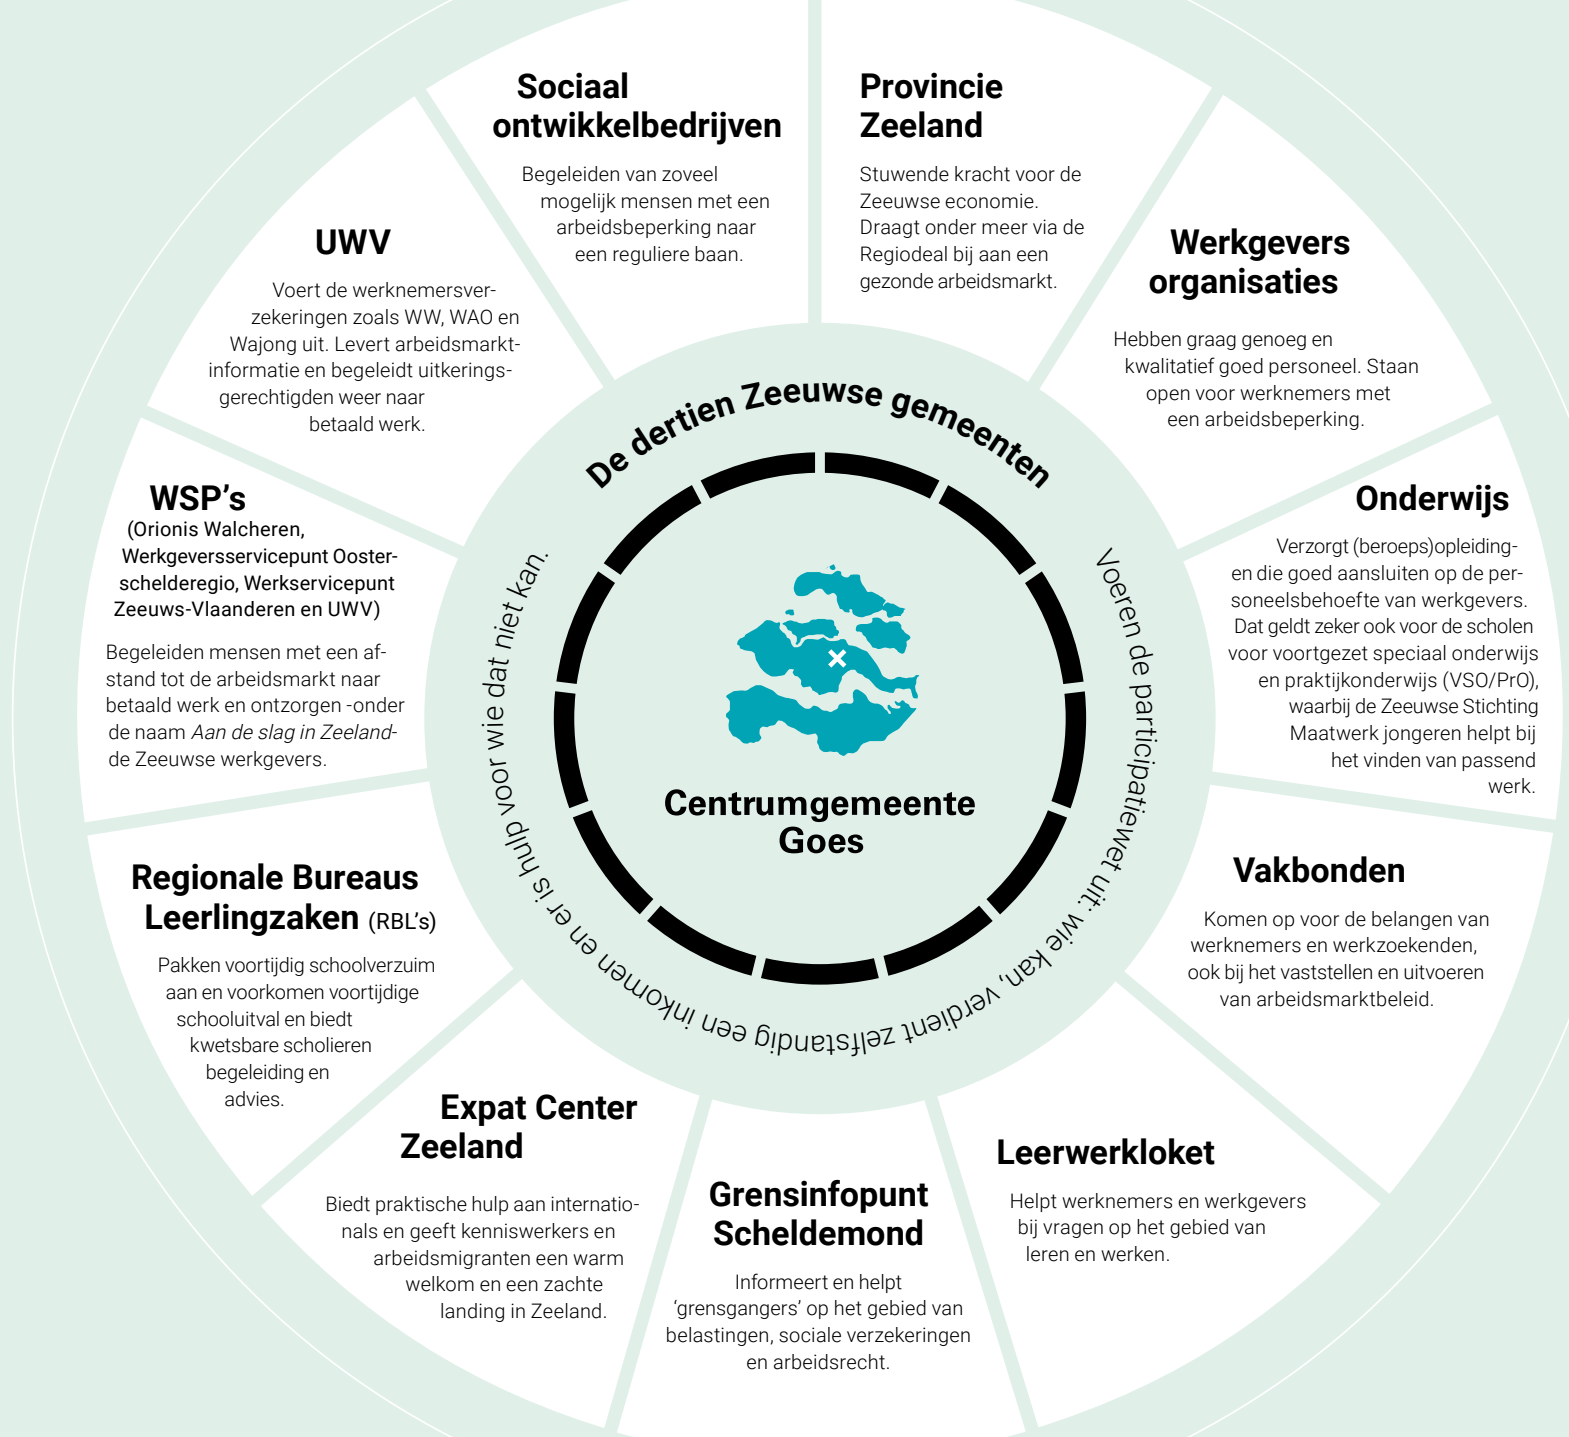 Sociaal
ontwikkelbedrijven
Begeleiden van zoveel
mogelijk mensen met een
arbeidsbeperking naar
een reguliere baan.
Provincie
Zeeland
Stuwende kracht voor de
Zeeuwse economie.
Draagt onder meer via de
Regiodeal bij aan een
gezonde arbeidsmarkt.
Werkgevers
organisaties
Hebben graag genoeg en
kwalitatief goed personeel. Staan
open voor werknemers met
een arbeidsbeperking.
Onderwijs
Verzorgt (beroeps)opleiding-
en die goed aansluiten op de per-
soneelsbehoefte van werkgevers.
Dat geldt zeker ook voor de scholen
voor voortgezet speciaal onderwijs
en praktijkonderwijs (VSO/PrO),
waarbij de Zeeuwse Stichting
Maatwerk jongeren helpt bij
het vinden van passend
werk.
Vakbonden
Komen op voor de belangen van
werknemers en werkzoekenden,
ook bij het vaststellen en uitvoeren
van arbeidsmarktbeleid.
Leerwerkloket
Helpt werknemers en werkgevers
bij vragen op het gebied van
leren en werken.
Grensinfopunt
Scheldemond
Informeert en helpt
‘grensgangers’ op het gebied van
belastingen, sociale verzekeringen
en arbeidsrecht.
Expat Center
Zeeland
Biedt praktische hulp aan internatio-
nals en geeft kenniswerkers en
arbeidsmigranten een warm
welkom en een zachte
landing in Zeeland.
Regionale Bureaus
Leerlingzaken (RBL’s)
Pakken voortijdig schoolverzuim
aan en voorkomen voortijdige
schooluitval en biedt
kwetsbare scholieren
begeleiding en
advies.
WSP’s
(Orionis Walcheren,
Werkgeversservicepunt Ooster-
schelderegio, Werkservicepunt
Zeeuws-Vlaanderen en UWV)
Begeleiden mensen met een af-
stand tot de arbeidsmarkt naar
betaald werk en ontzorgen -onder
de naam Aan de slag in Zeeland-
de Zeeuwse werkgevers.
UWV
Voert de werknemersver-
zekeringen zoals WW, WAO en
Wajong uit. Levert arbeidsmarkt-
informatie en begeleidt uitkerings-
gerechtigden weer naar
betaald werk.
De dertien Zeeuwse gemeenten
Voeren de participatiewet uit: wie kan, verdient zelfstandig een inkomen en er is hulp voor wie dat niet kan.
Centrumgemeente
Goes